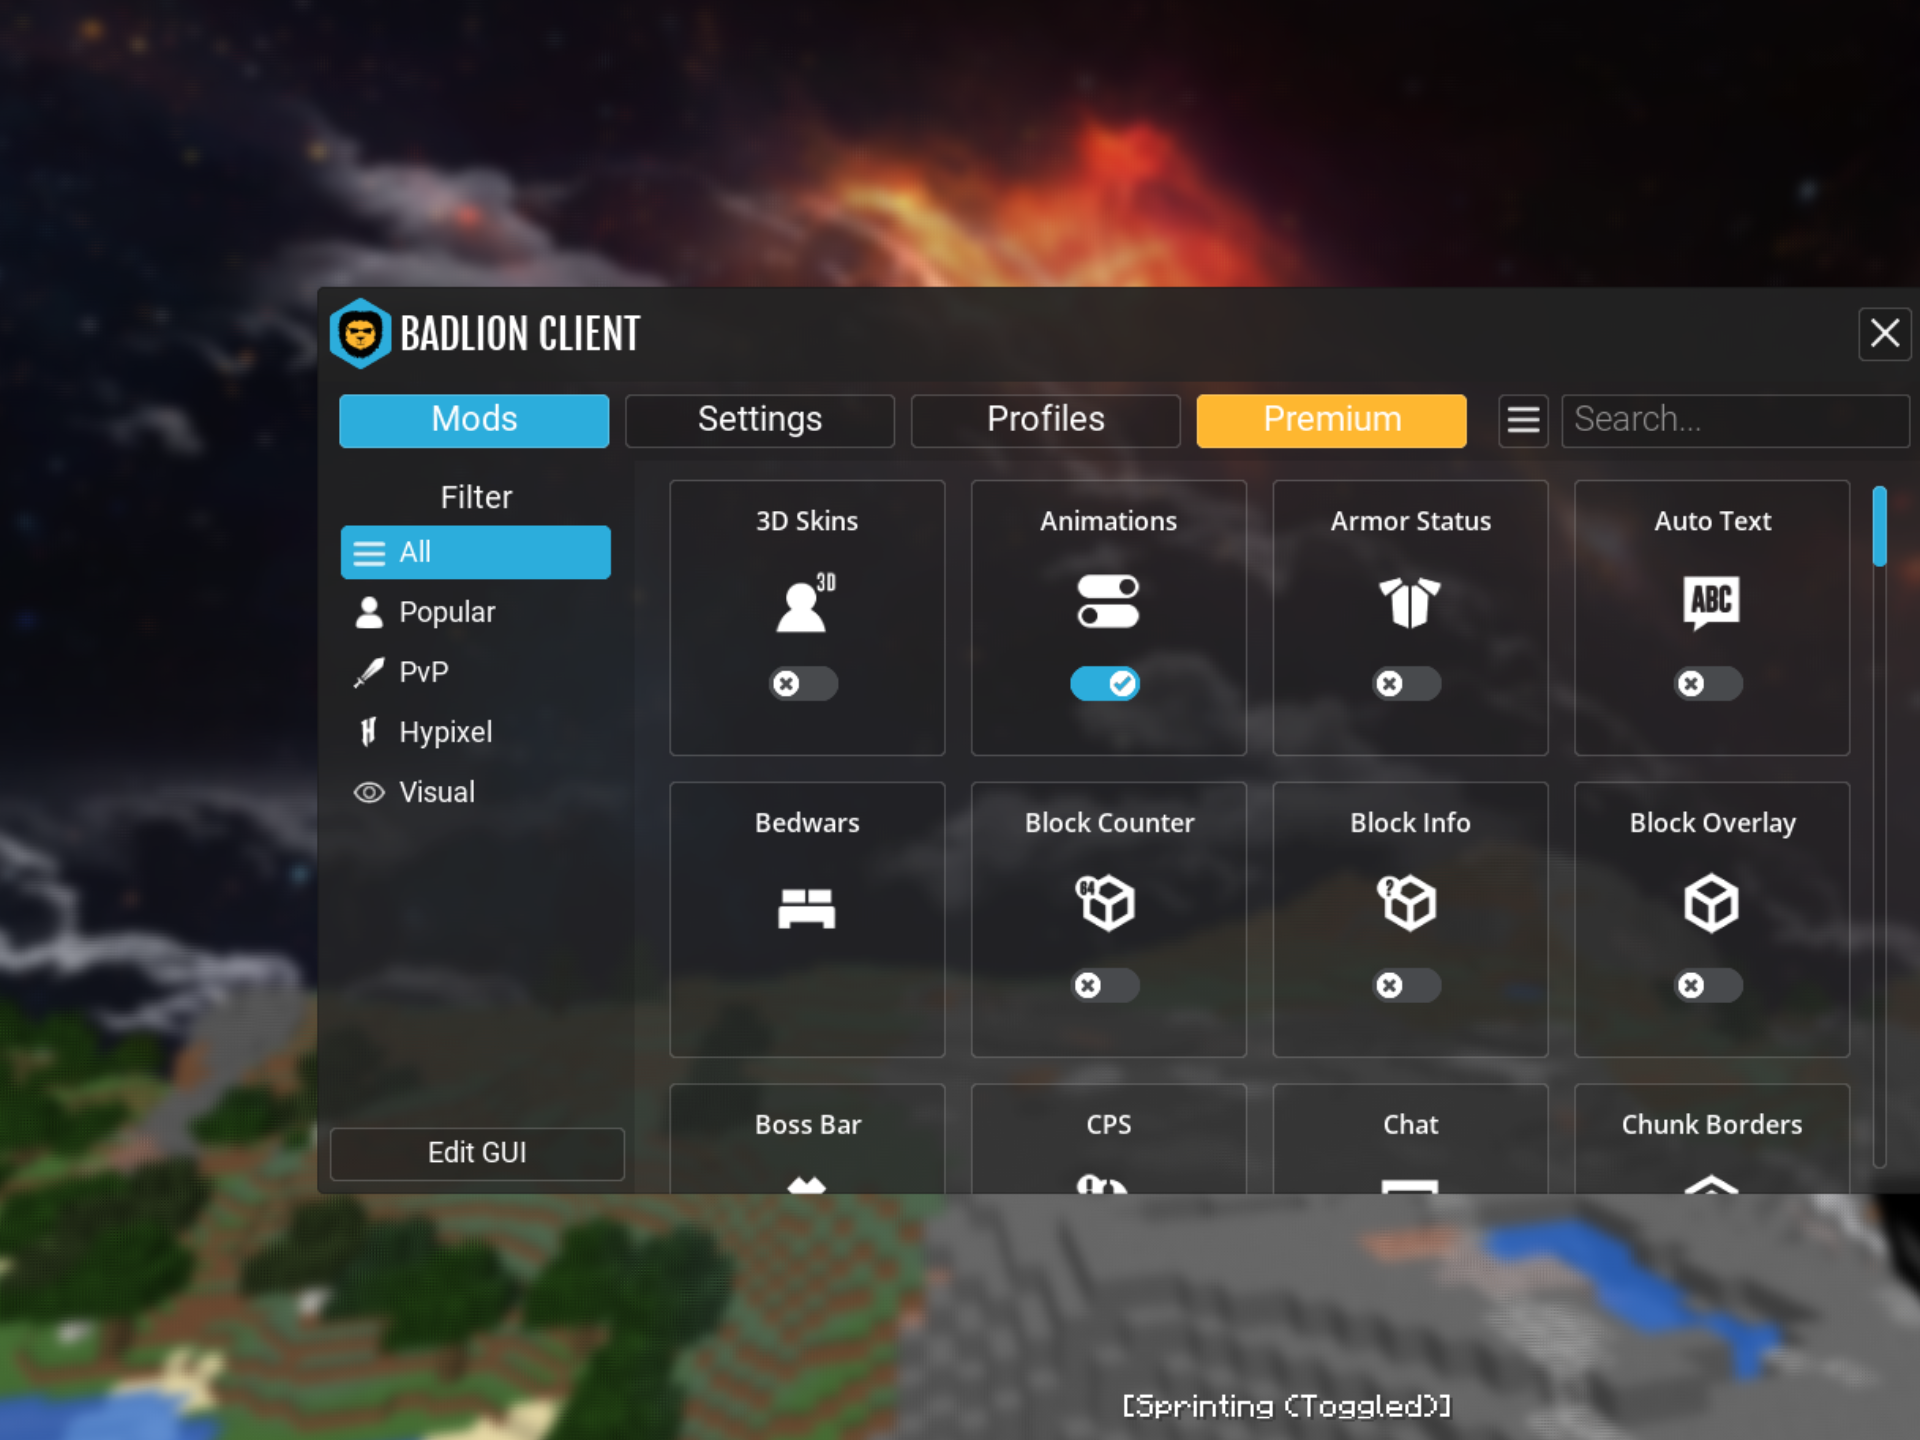 BADLION CLIENT
Mods Settings Profiles Premium Search...
Filter
All
Popular
PvP
Hypixel
Visual
Edit GUI
3D Skins Animations Armor Status Auto Text
3D ABC
Bedwars Block Counter Block Info Block Overlay
64 ?
Boss Bar CPS Chat Chunk Borders
[Sprinting (Toggled)]